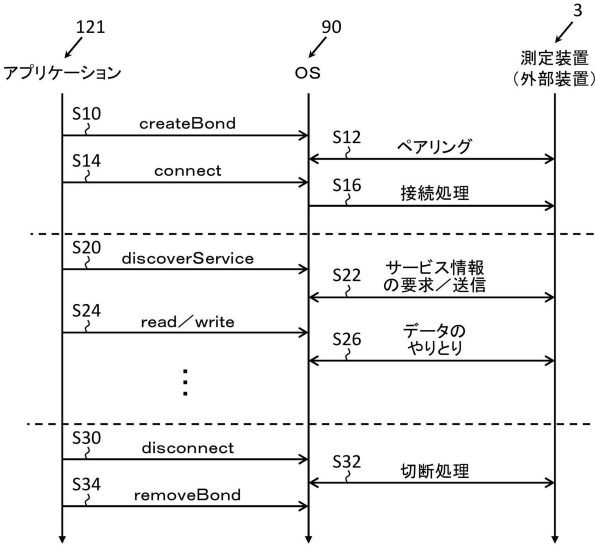 121
90
3
アプリケーション
OS
測定装置
（外部装置）
S10
createBond
S12
ペアリング
S14
connect
S16
接続処理
S20
discoverService
S22
サービス情報
の要求／送信
S24
read／write
S26
データの
やりとり
⋮
S30
disconnect
S32
切断処理
S34
removeBond